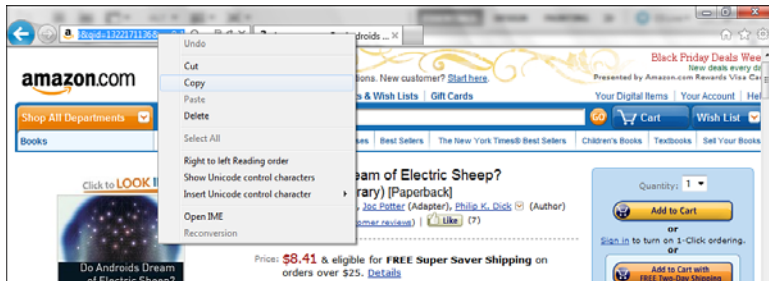 8&qid=1322171136&
droids ... ×
Undo
Cut
Copy
Paste
Delete
Select All
Right to left Reading order
Show Unicode control characters
Insert Unicode control character
Open IME
Reconversion
amazon.com
ions. New customer? Start here.
s & Wish Lists | Gift Cards
Black Friday Deals Wee
New deals every da
Presented by Amazon.com Rewards Visa Car
Your Digital Items | Your Account | Hel
Shop All Departments
GO
Cart
Wish List
Books
ses
Best Sellers
The New York Times® Best Sellers
Children's Books
Textbooks
Sell Your Books
Click to LOOK I
Do Androids Dream
of Electric Sheep?
eam of Electric Sheep?
rary) [Paperback]
, Joc Potter (Adapter), Philip K. Dick (Author)
omer reviews) | Like (7)
Price: $8.41 & eligible for FREE Super Saver Shipping on
orders over $25. Details
Quantity: 1
Add to Cart
or
Sign in to turn on 1-Click ordering.
or
Add to Cart with
FREE Two-Day Shipping